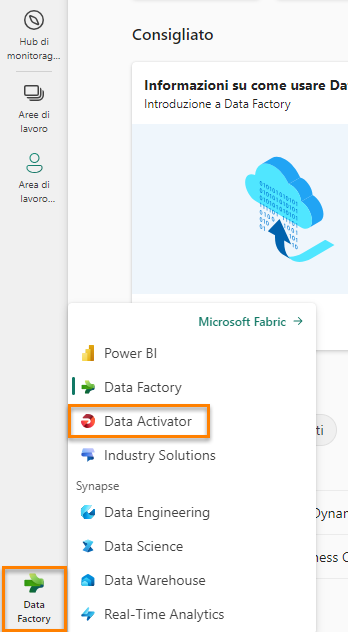 Hub di
monitorag...
Aree di
lavoro
Area di
lavoro...
Consigliato
Informazioni su come usare Da
Introduzione a Data Factory
Microsoft Fabric →
Power BI
Data Factory
Data Activator
Industry Solutions
Synapse
Data Engineering
Data Science
Data Warehouse
Real-Time Analytics
ti
Dynam
ness C
Data
Factory